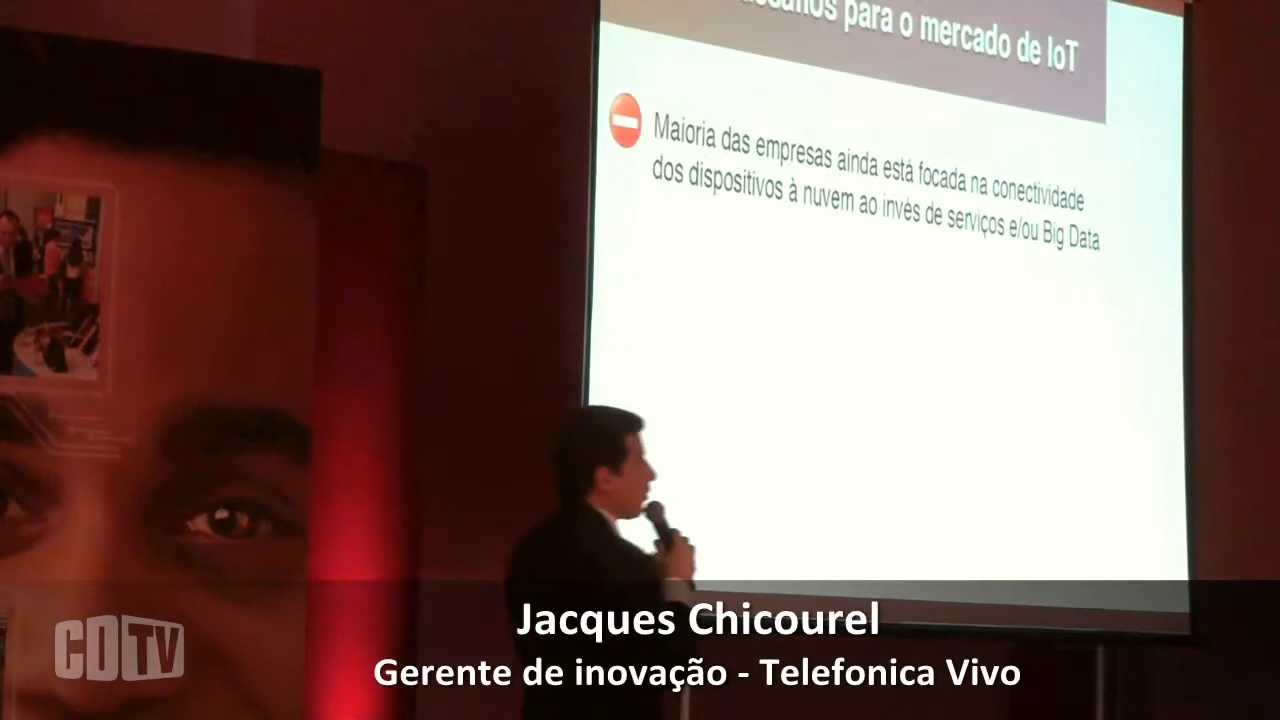 para o mercado de IoT
Maioria das empresas ainda está focada na conectividade
dos dispositivos à nuvem ao invés de serviços e/ou Big Data
Jacques Chicourel
Gerente de inovação - Telefonica Vivo
CDTV